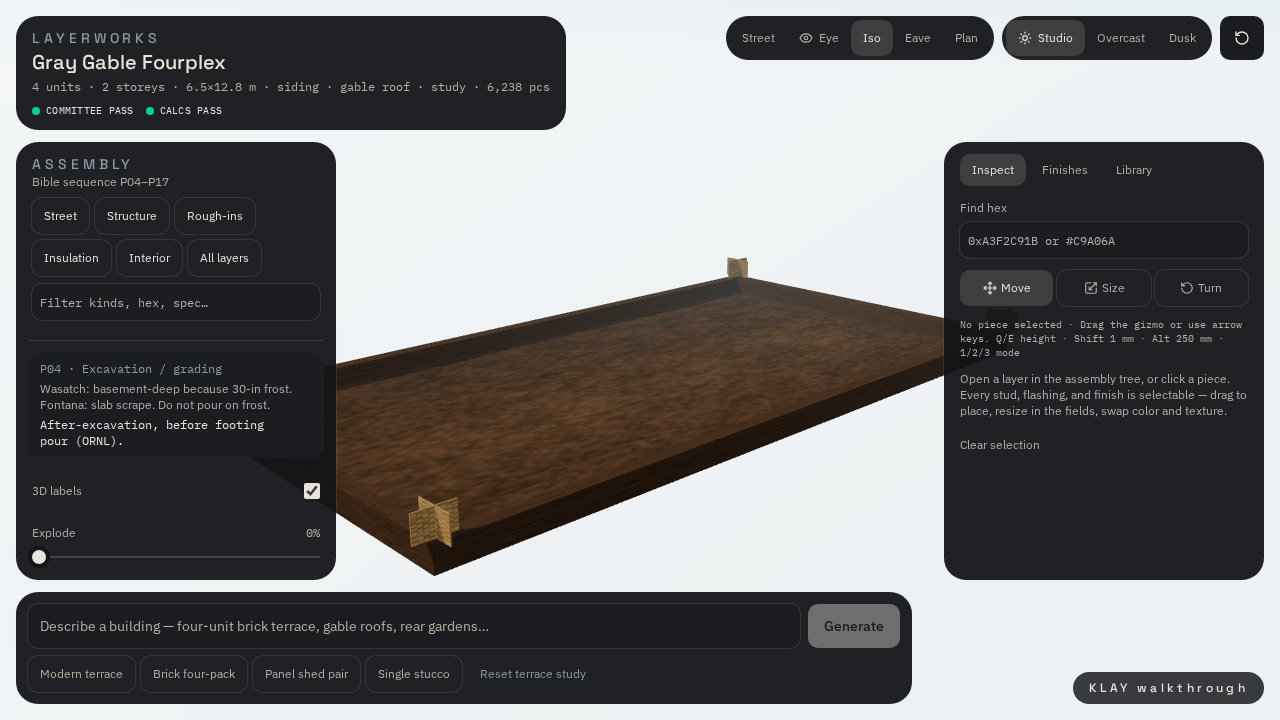 LAYERWORKS
Gray Gable Fourplex
4 units · 2 storeys · 6.5×12.8 m · siding · gable roof · study · 6,238 pcs
COMMITTEE PASS CALCS PASS
Street Eye Iso Eave Plan
Studio Overcast Dusk
ASSEMBLY
Bible sequence P04–P17
Street Structure Rough-ins
Insulation Interior All layers
Filter kinds, hex, spec…
P04 · Excavation / grading
Wasatch: basement-deep because 30-in frost.
Fontana: slab scrape. Do not pour on frost.
After-excavation, before footing
pour (ORNL).
3D labels
Explode 0%
Inspect Finishes Library
Find hex
0xA3F2C91B or #C9A06A
Move Size Turn
No piece selected · Drag the gizmo or use arrow
keys. Q/E height · Shift 1 mm · Alt 250 mm ·
1/2/3 mode
Open a layer in the assembly tree, or click a piece.
Every stud, flashing, and finish is selectable — drag to
place, resize in the fields, swap color and texture.
Clear selection
Describe a building — four-unit brick terrace, gable roofs, rear gardens…
Generate
Modern terrace Brick four-pack Panel shed pair Single stucco Reset terrace study
KLAY walkthrough